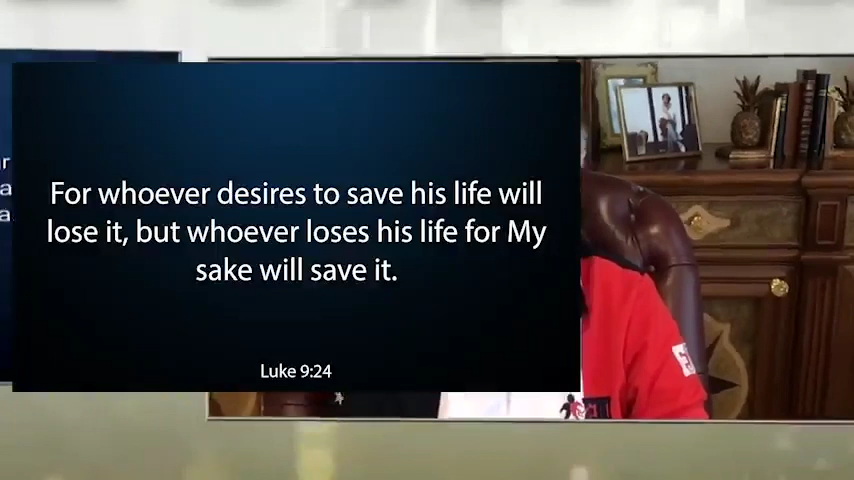 For whoever desires to save his life will
lose it, but whoever loses his life for My
sake will save it.
Luke 9:24